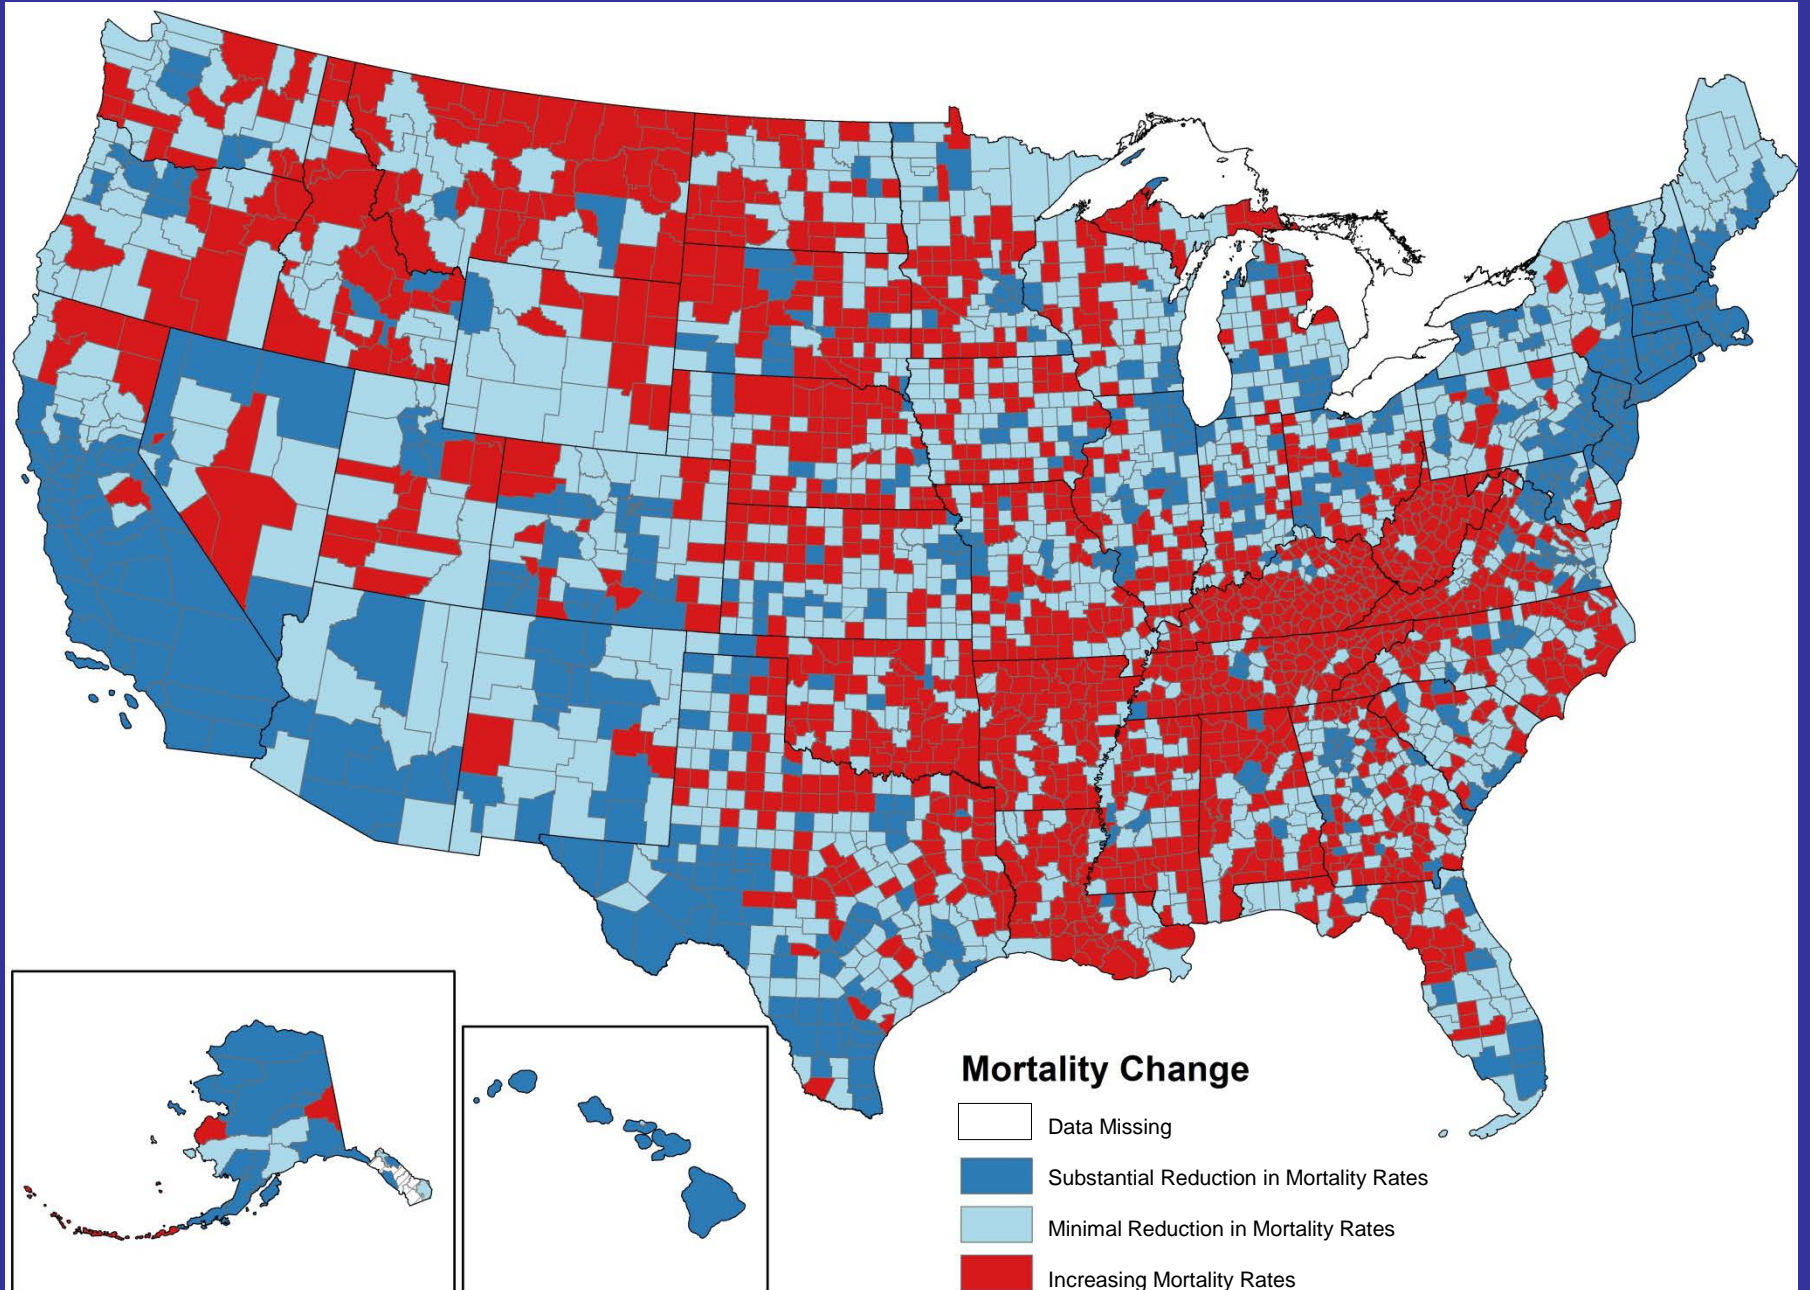 Mortality Change
Data Missing
Substantial Reduction in Mortality Rates
Minimal Reduction in Mortality Rates
Increasing Mortality Rates